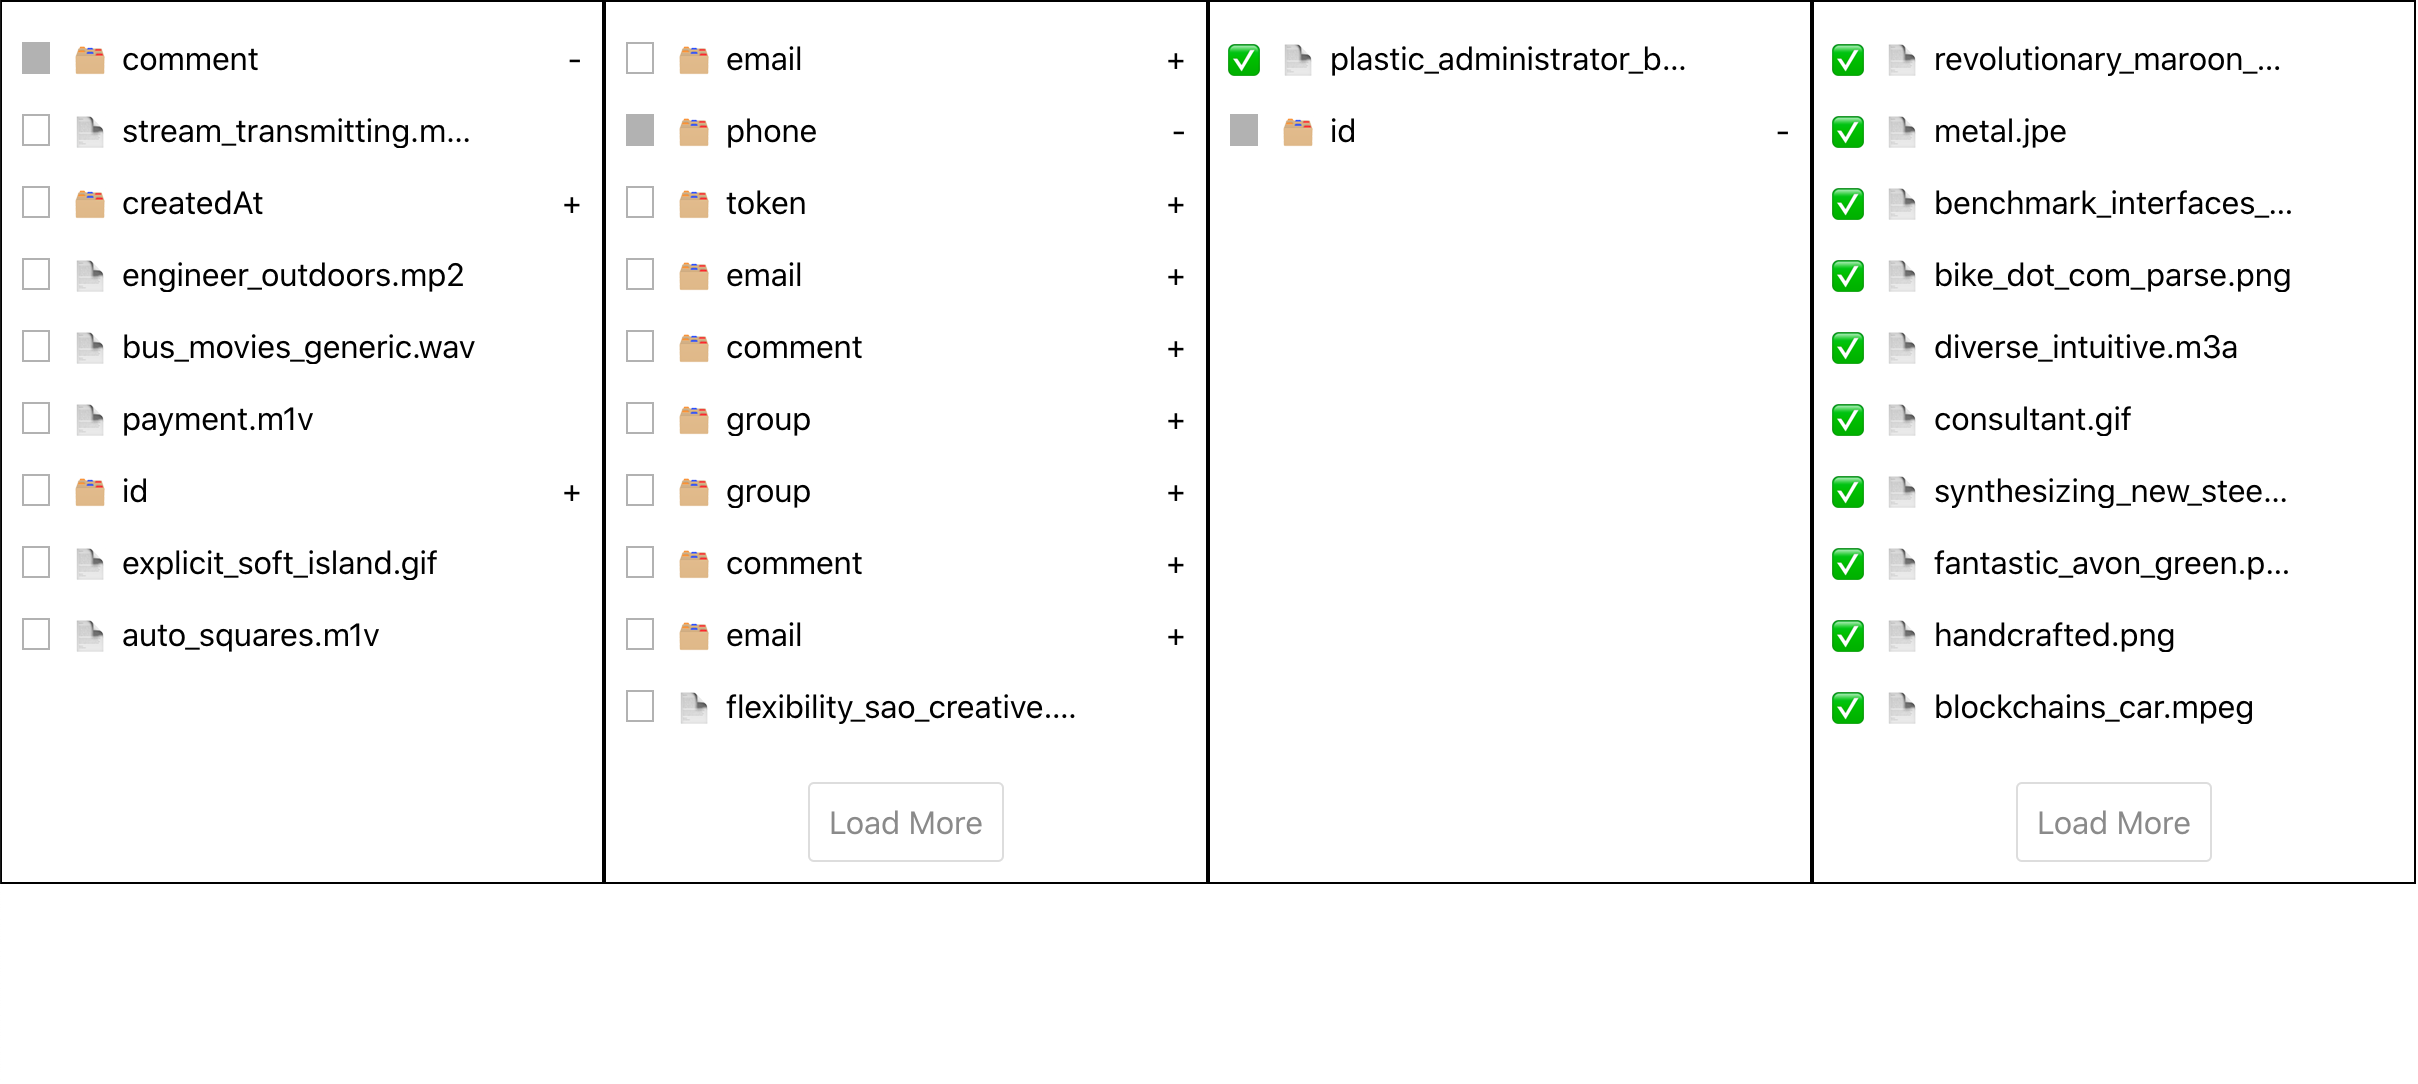 comment -
stream_transmitting.m...
createdAt +
engineer_outdoors.mp2
bus_movies_generic.wav
payment.m1v
id +
explicit_soft_island.gif
auto_squares.m1v
email +
phone -
token +
email +
comment +
group +
group +
comment +
email +
flexibility_sao_creative....
Load More
plastic_administrator_b...
id -
revolutionary_maroon_...
metal.jpe
benchmark_interfaces_...
bike_dot_com_parse.png
diverse_intuitive.m3a
consultant.gif
synthesizing_new_stee...
fantastic_avon_green.p...
handcrafted.png
blockchains_car.mpeg
Load More